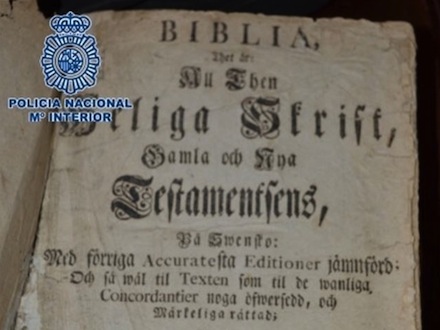 BIBLIA,
Thet är:
All Then
Heliga Skrift,
Gamla och Nya
Testamentsens,
På Swensko:
Med förriga Accuratesta Editioner jämnförd;
Och så wäl til Texten som til de wanliga
Concordantier noga öfwersedd, och
Märkeliga rättad;
POLICIA NACIONAL
Mº INTERIOR